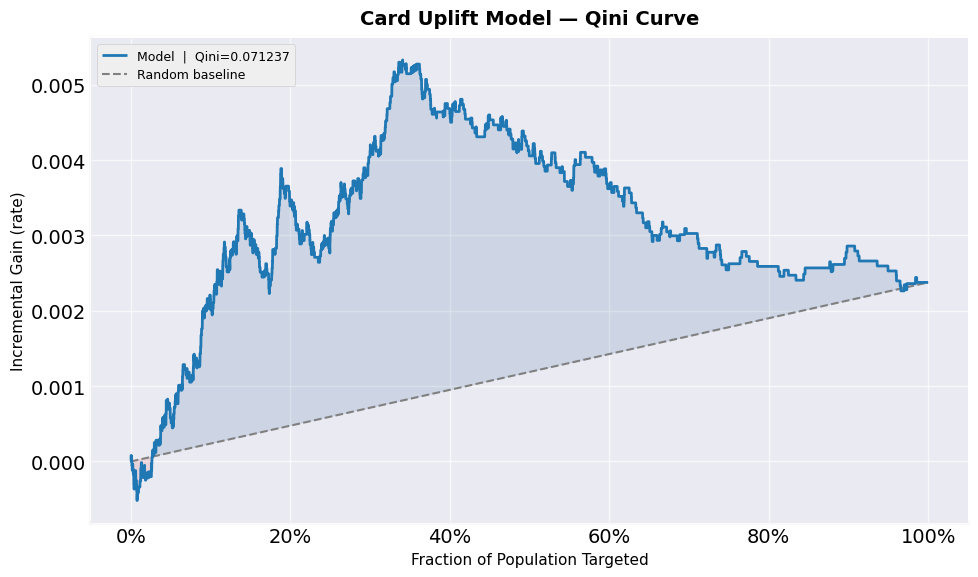 Card Uplift Model — Qini Curve
Model | Qini=0.071237
Random baseline
Incremental Gain (rate)
0.005
0.004
0.003
0.002
0.001
0.000
0% 20% 40% 60% 80% 100%
Fraction of Population Targeted